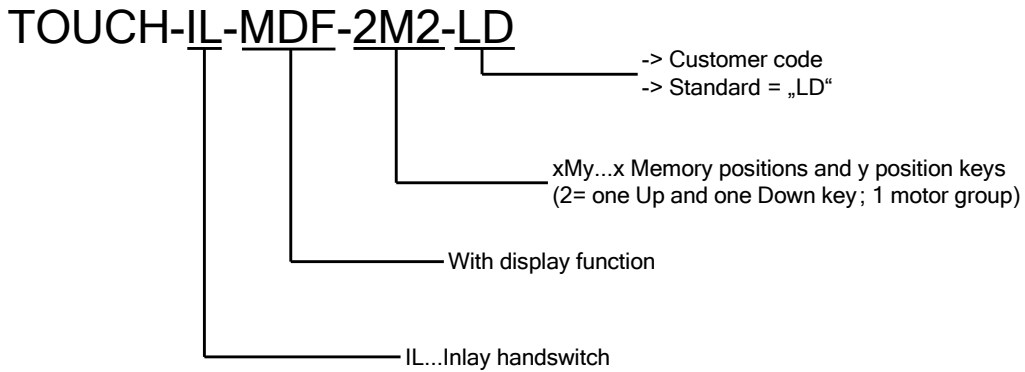 TOUCH-IL-MDF-2M2-LD
-> Customer code
-> Standard = „LD“
xMy...x Memory positions and y position keys
(2= one Up and one Down key; 1 motor group)
With display function
IL...Inlay handswitch